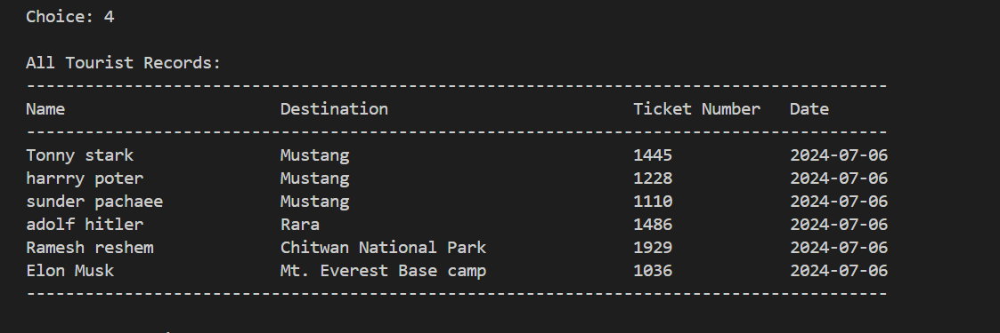 Choice: 4
All Tourist Records:
----------------------------------------------------------------------------------------
Name                      Destination                         Ticket Number   Date
----------------------------------------------------------------------------------------
Tonny stark               Mustang                             1445            2024-07-06
harrry poter              Mustang                             1228            2024-07-06
sunder pachaee            Mustang                             1110            2024-07-06
adolf hitler              Rara                                1486            2024-07-06
Ramesh reshem             Chitwan National Park               1929            2024-07-06
Elon Musk                 Mt. Everest Base camp               1036            2024-07-06
----------------------------------------------------------------------------------------